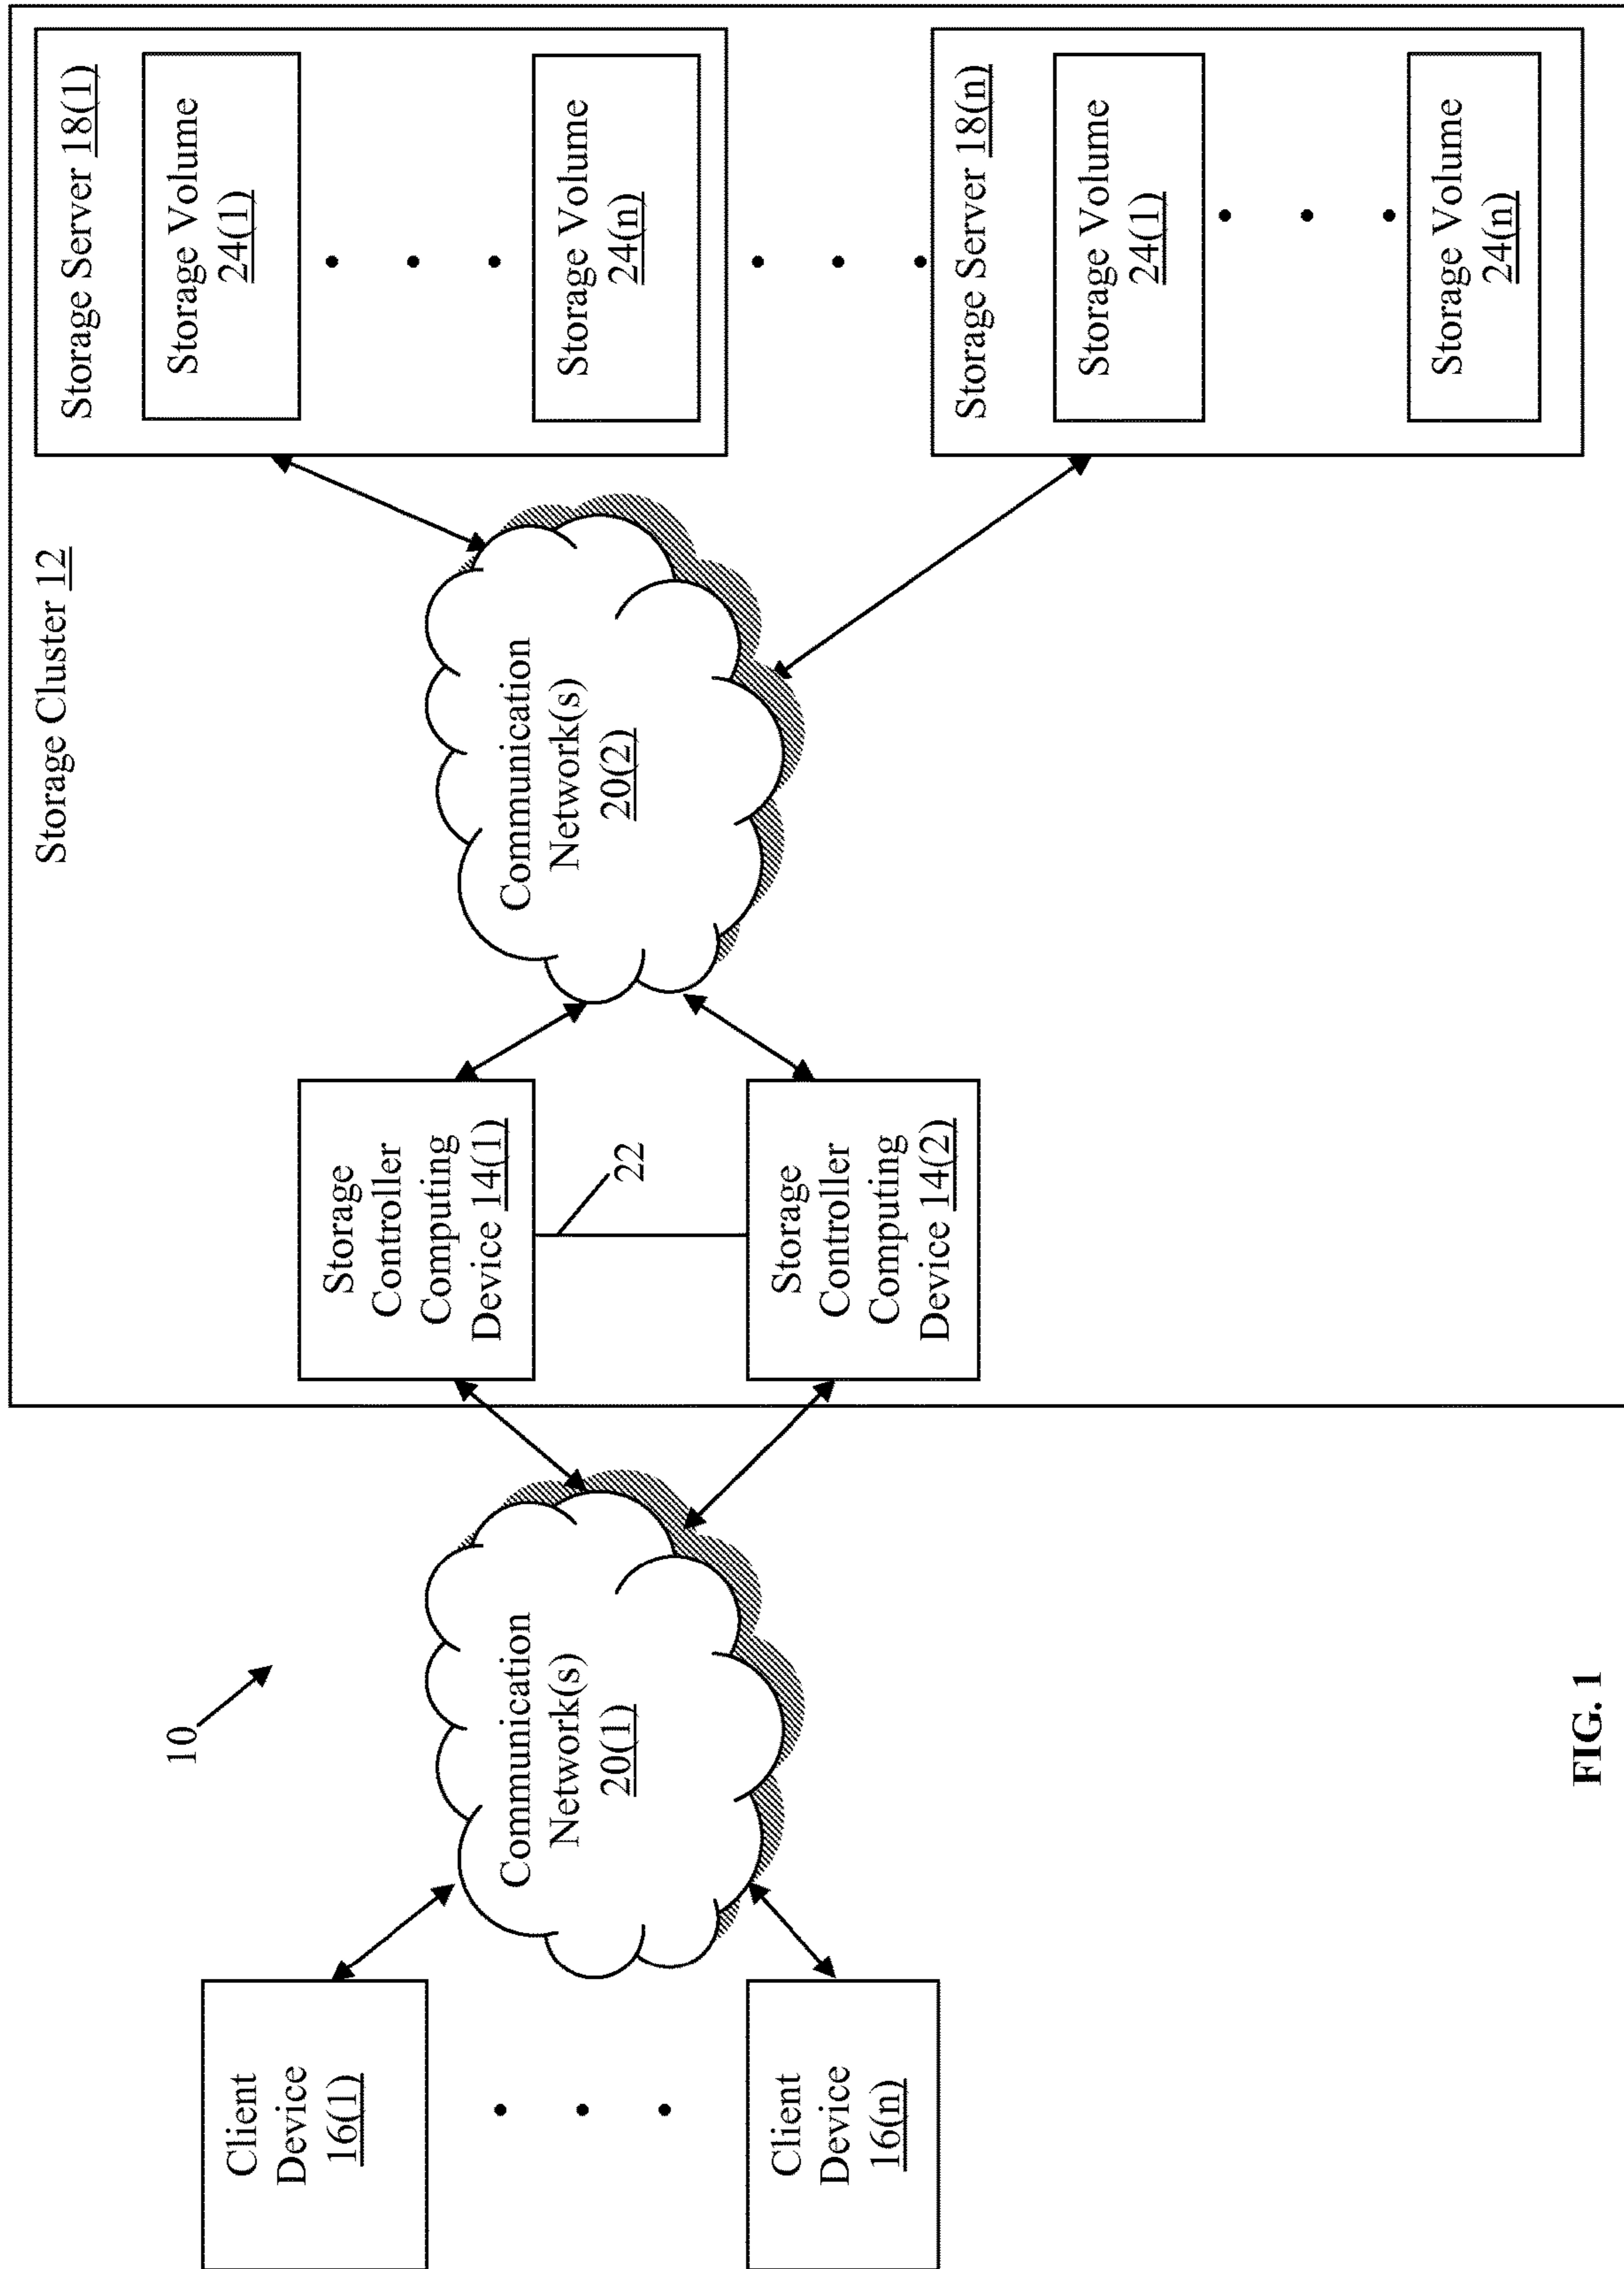 10
Client
Device
16(1)
Client
Device
16(n)
Communication
Network(s)
20(1)
Storage Cluster 12
Storage
Controller
Computing
Device 14(1)
22
Storage
Controller
Computing
Device 14(2)
Communication
Network(s)
20(2)
Storage Server 18(1)
Storage Volume
24(1)
Storage Volume
24(n)
Storage Server 18(n)
Storage Volume
24(1)
Storage Volume
24(n)
FIG. 1